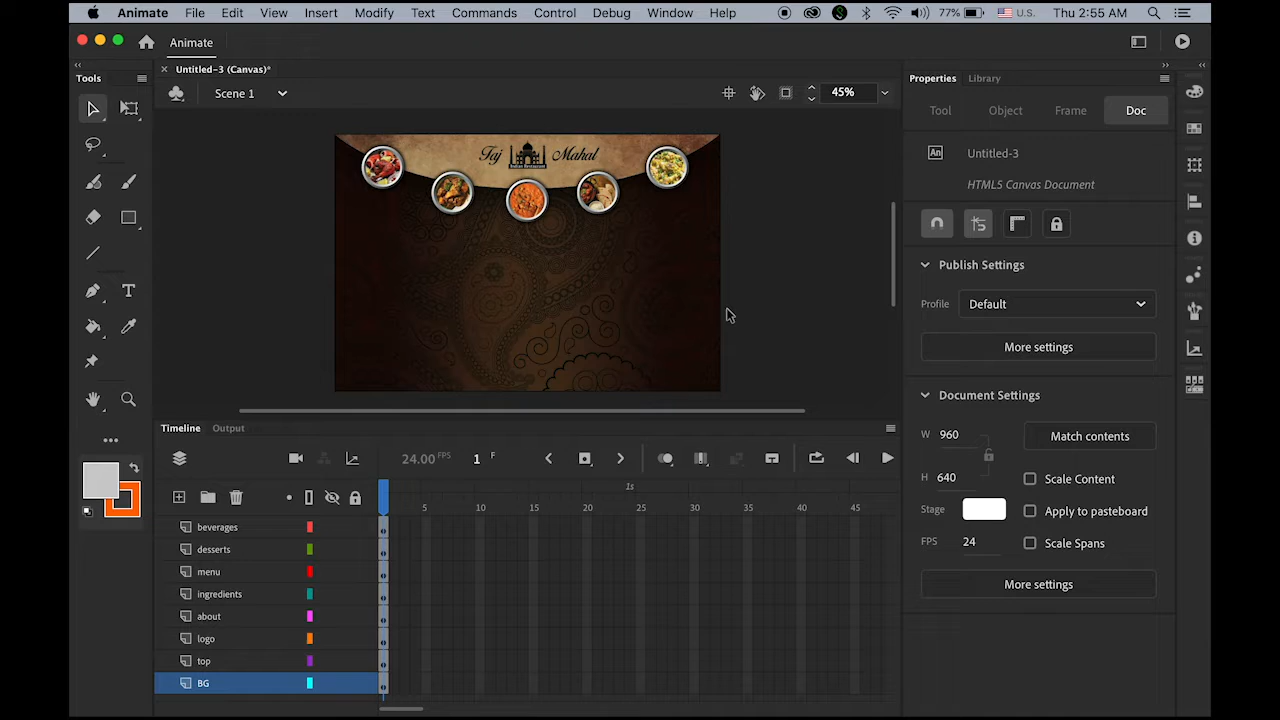 Animate File Edit View Insert Modify Text Commands Control Debug Window Help 77% U.S. Thu 2:55 AM
Animate
Tools
Untitled-3 (Canvas)*
Properties Library
Scene 1 45%
Tool Object Frame Doc
An Untitled-3
HTML5 Canvas Document
Taj Mahal
Indian Restaurant
Publish Settings
Profile Default
More settings
Document Settings
W 960 Match contents
H 640 Scale Content
Stage Apply to pasteboard
FPS 24 Scale Spans
More settings
Timeline Output
24.00 FPS 1 F
1s
5 10 15 20 25 30 35 40 45
beverages
desserts
menu
ingredients
about
logo
top
BG